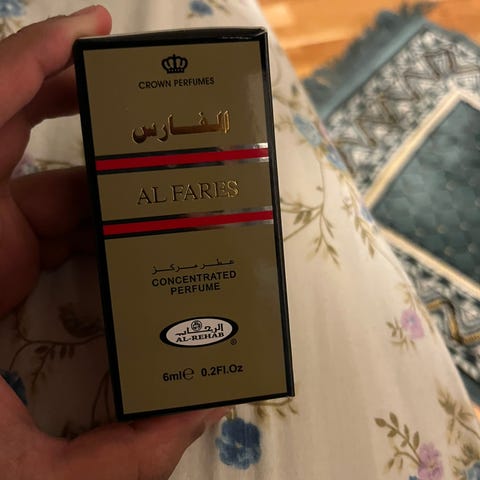 CROWN PERFUMES
الفارس
AL FARES
عطر مركز
CONCENTRATED
PERFUME
الرحاب
AL-REHAB
®
6ml℮ 0.2Fl.Oz